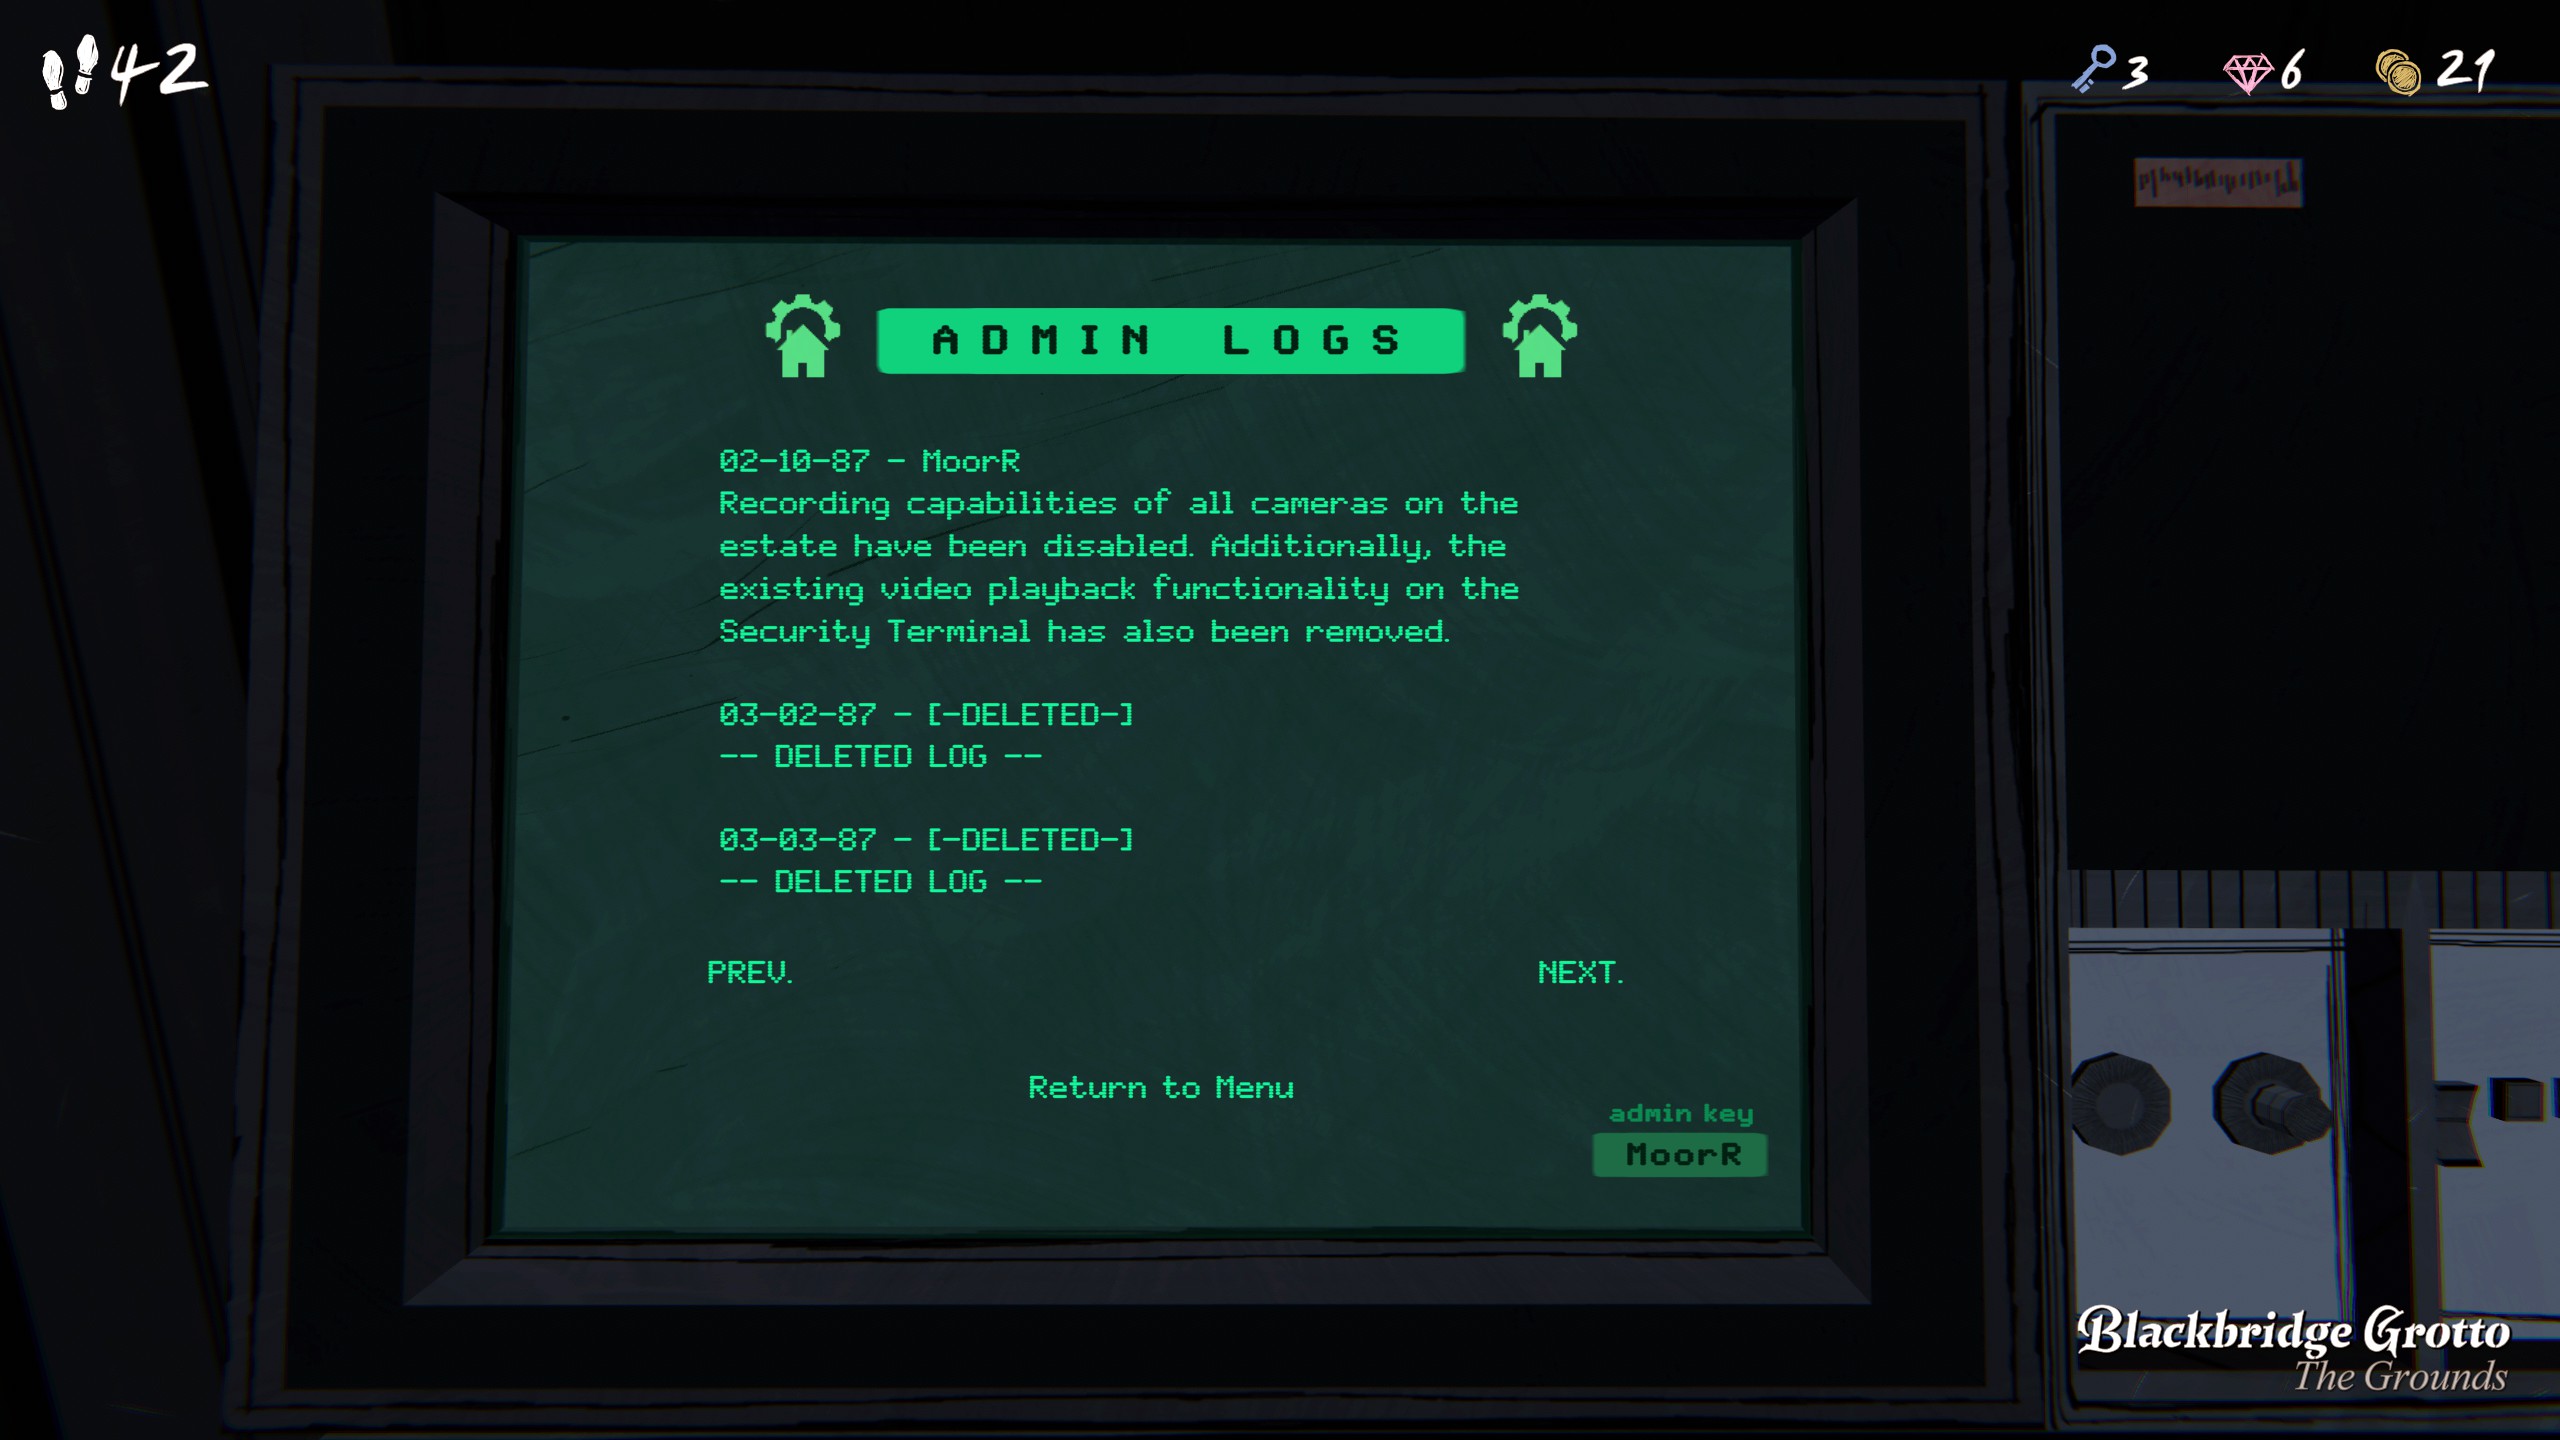 42
3
6
21
ADMIN LOGS
02-10-87 - MoorR
Recording capabilities of all cameras on the
estate have been disabled. Additionally, the
existing video playback functionality on the
Security Terminal has also been removed.
03-02-87 - [-DELETED-]
-- DELETED LOG --
03-03-87 - [-DELETED-]
-- DELETED LOG --
PREV.
NEXT.
Return to Menu
admin key
MoorR
Blackbridge Grotto
The Grounds